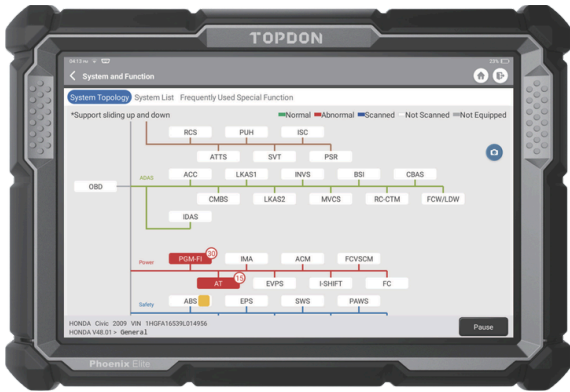 TOPDON
System and Function
System Topology System List Frequently Used Special Function
*Support sliding up and down
Normal Abnormal Scanned Not Scanned Not Equipped
RCS PUH ISC
ATTS SVT PSR
OBD
ADAS ACC LKAS1 INVS BSI CBAS
CMBS LKAS2 MVCS RC-CTM FCW/LDW
IDAS
Power PGM-FI 30 IMA ACM FCVSCM
AT 15 EVPS I-SHIFT FC
Safety ABS EPS SWS PAWS
HONDA Civic 2009 VIN 1HGFA16539L014956
HONDA V48.01 > General
Pause
Phoenix Elite